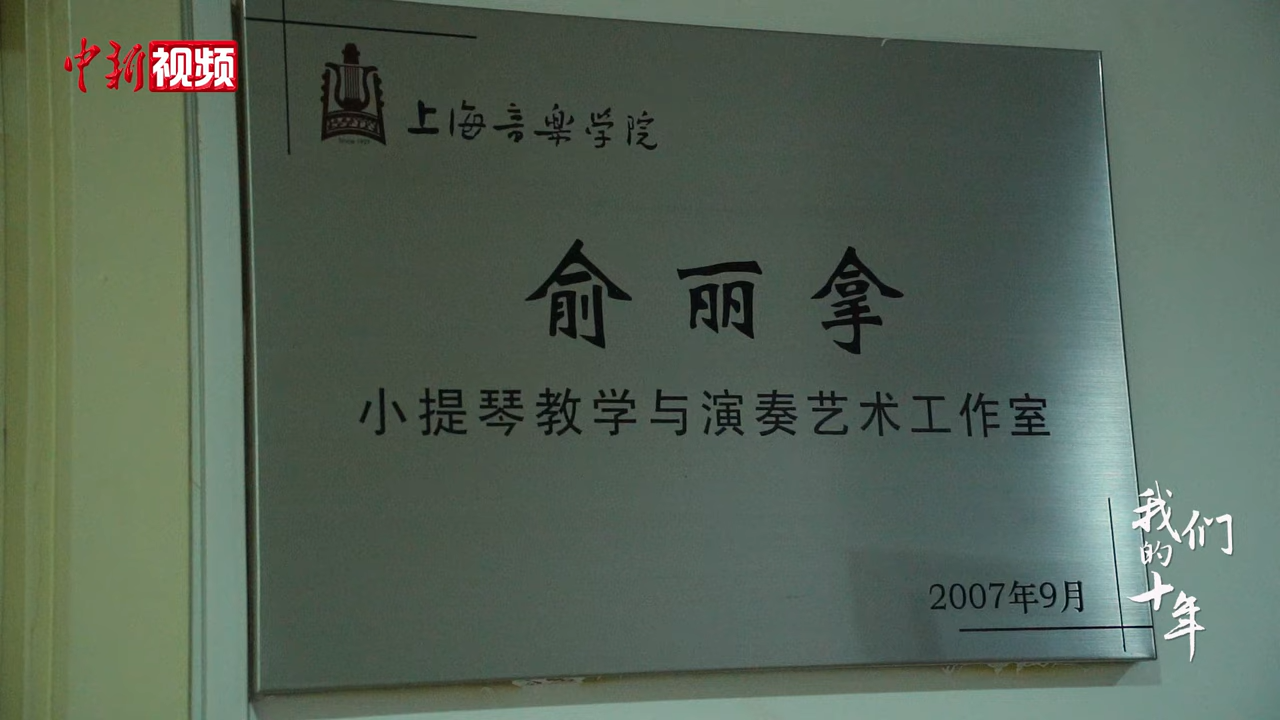 中新视频
上海音樂学院
俞丽拿
小提琴教学与演奏艺术工作室
2007年9月
我们
的
十年